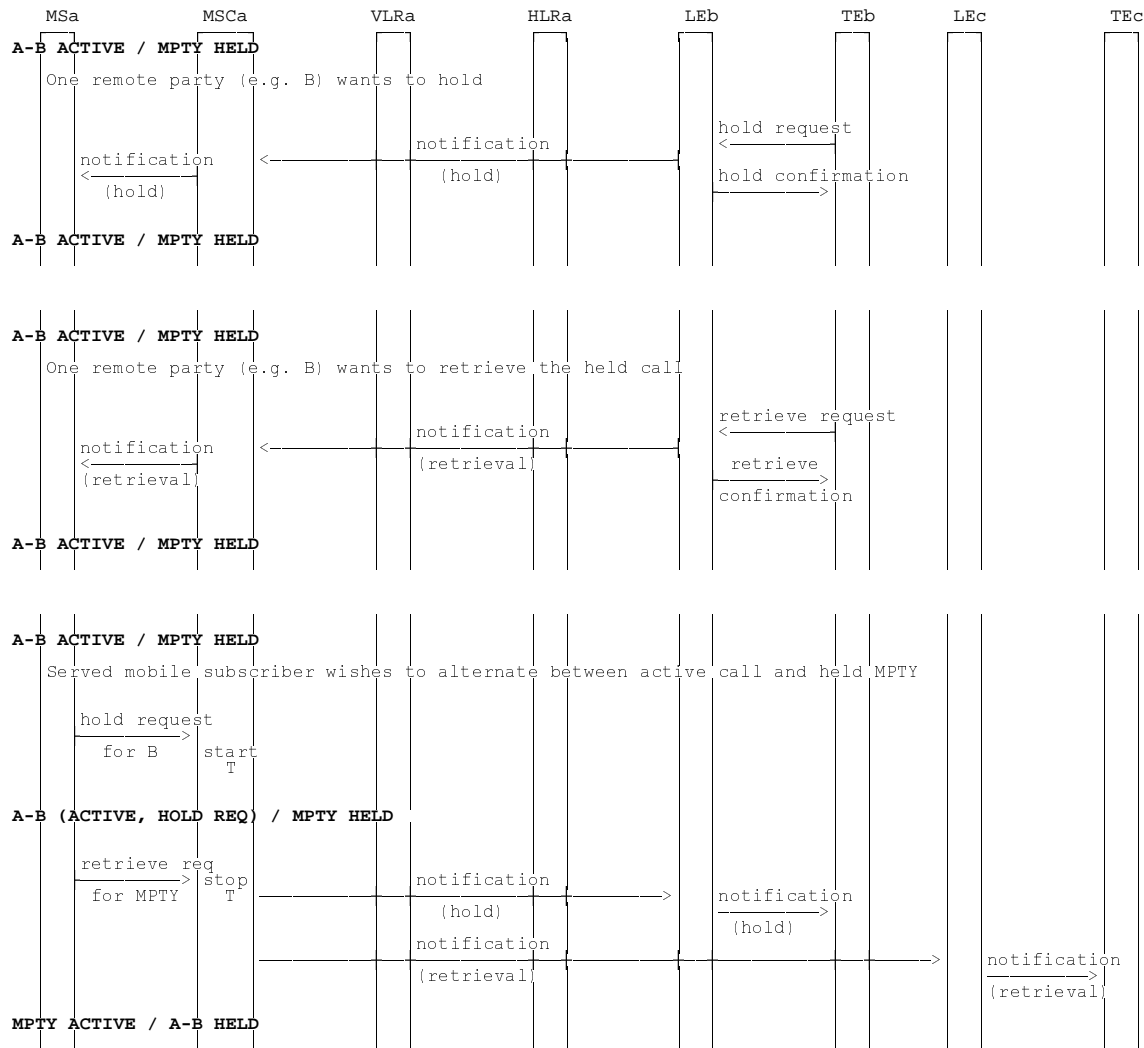 MSa MSCa VLRa HLRa LEb TEb LEc TEc
A-B ACTIVE / MPTY HELD
One remote party (e.g. B) wants to hold
hold request
notification
notification
(hold)
hold confirmation
(hold)
A-B ACTIVE / MPTY HELD
A-B ACTIVE / MPTY HELD
One remote party (e.g. B) wants to retrieve the held call
retrieve request
notification
notification
(retrieval)
retrieve
(retrieval)
confirmation
A-B ACTIVE / MPTY HELD
A-B ACTIVE / MPTY HELD
Served mobile subscriber wishes to alternate between active call and held MPTY
hold request
for B
start
T
A-B (ACTIVE, HOLD REQ) / MPTY HELD
retrieve req
stop
notification
for MPTY
T
notification
(hold)
(hold)
notification
notification
(retrieval)
(retrieval)
MPTY ACTIVE / A-B HELD